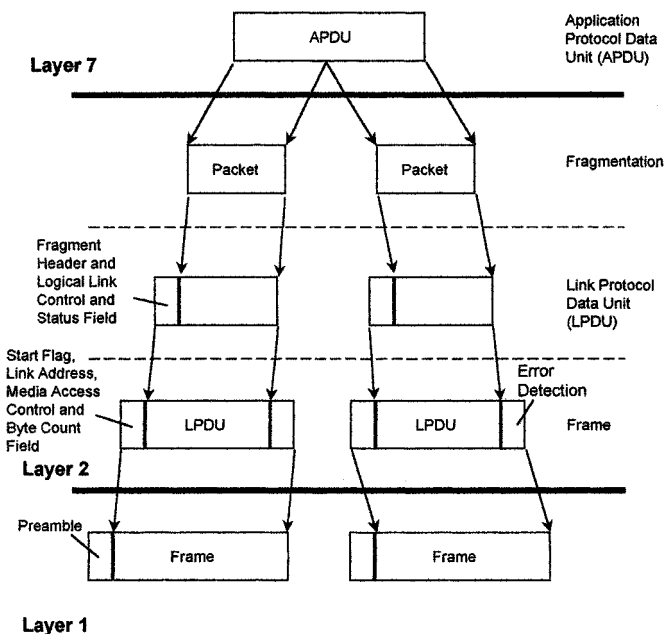 APDU
Application
Protocol Data
Unit (APDU)
Layer 7
Packet
Packet
Fragmentation
Fragment
Header and
Logical Link
Control and
Status Field
Link Protocol
Data Unit
(LPDU)
Start Flag,
Link Address,
Media Access
Control and
Byte Count
Field
LPDU
LPDU
Error
Detection
Frame
Layer 2
Preamble
Frame
Frame
Layer 1